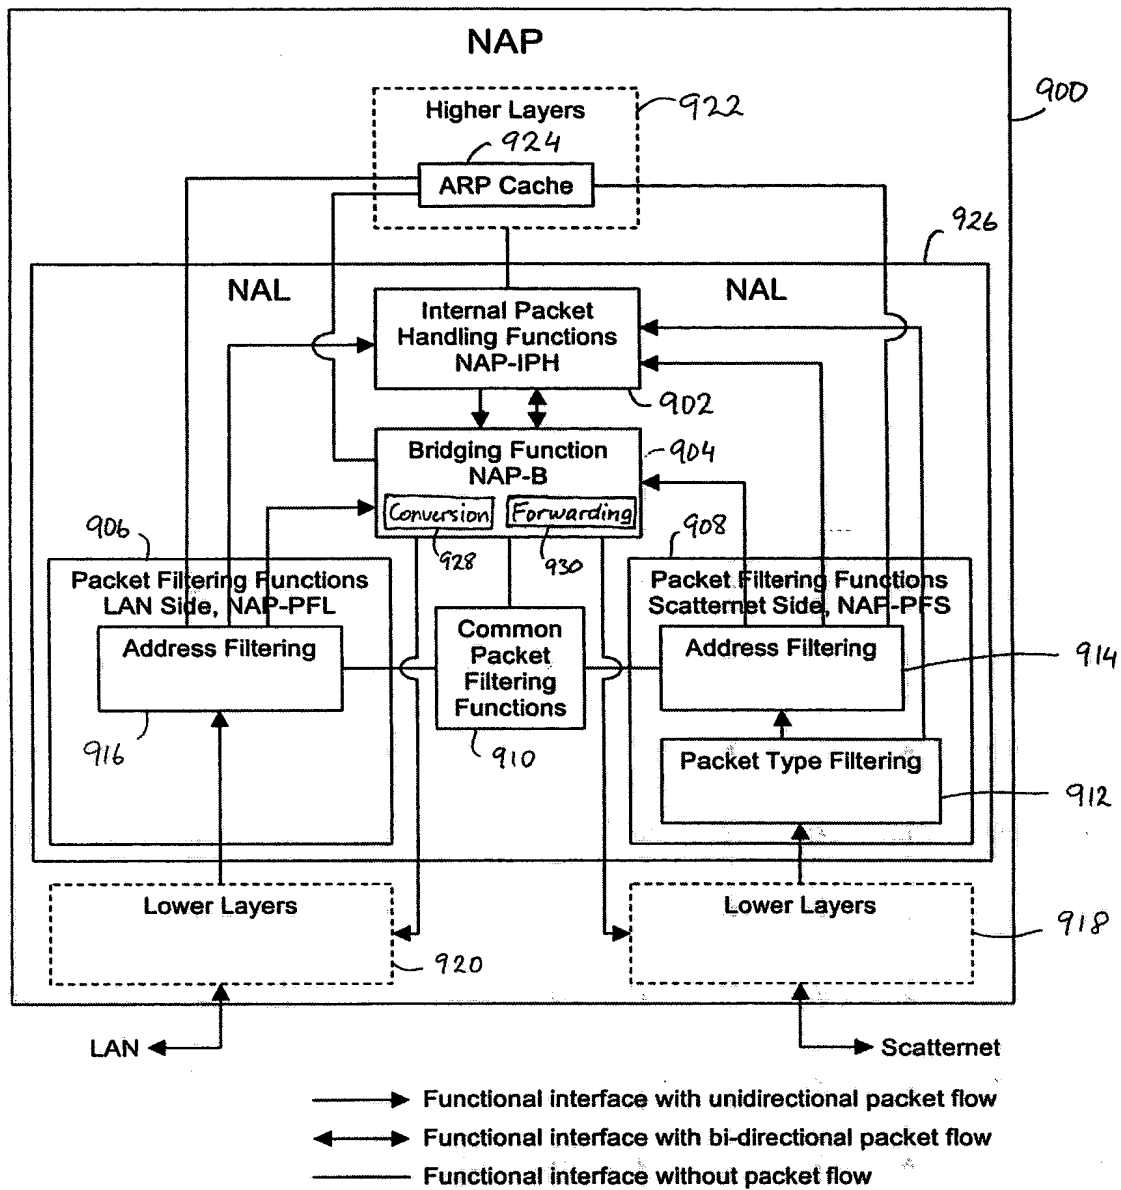 NAP
900
Higher Layers
922
924
ARP Cache
926
NAL
NAL
Internal Packet
Handling Functions
NAP-IPH
902
Bridging Function
NAP-B
904
Conversion
Forwarding
928
930
906
908
Packet Filtering Functions
LAN Side, NAP-PFL
Packet Filtering Functions
Scatternet Side, NAP-PFS
Address Filtering
Common
Packet
Filtering
Functions
Address Filtering
914
916
910
Packet Type Filtering
912
Lower Layers
Lower Layers
918
920
LAN
Scatternet
Functional interface with unidirectional packet flow
Functional interface with bi-directional packet flow
Functional interface without packet flow